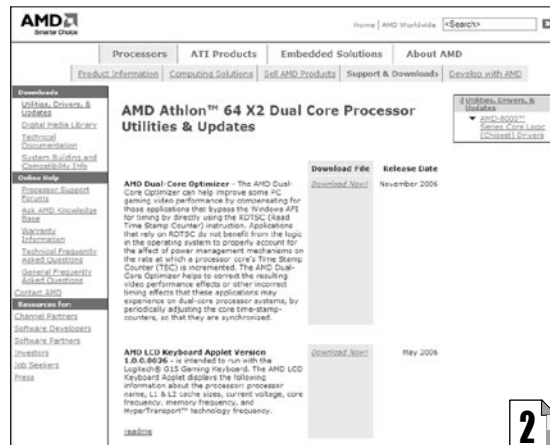 AMD
Smarter Choice
Home | AMD Worldwide <Search>
Processors ATI Products Embedded Solutions About AMD
Product Information Computing Solutions Sell AMD Products Support & Downloads Develop with AMD
Downloads
Utilities, Drivers, &
Updates
Digital Media Library
Technical
Documentation
System Building and
Compatibility Info
Online Help
Processor Support
Forums
Ask AMD Knowledge
Base
Warranty
Information
Technical Frequently
Asked Questions
General Frequently
Asked Questions
Contact AMD
Resources for:
Channel Partners
Software Developers
Software Partners
Investors
Job Seekers
Press
AMD Athlon™ 64 X2 Dual Core Processor
Utilities & Updates
Utilities, Drivers, &
Updates
AMD-8000™
Series Core Logic
(Chipset) Drivers
Download File Release Date
AMD Dual-Core Optimizer - The AMD Dual-
Core Optimizer can help improve some PC
gaming video performance by compensating for
those applications that bypass the Windows API
for timing by directly using the RDTSC (Read
Time Stamp Counter) instruction. Applications
that rely on RDTSC do not benefit from the logic
in the operating system to properly account for
the affect of power management mechanisms on
the rate at which a processor core's Time Stamp
Counter (TSC) is incremented. The AMD Dual-
Core Optimizer helps to correct the resulting
video performance effects or other incorrect
timing effects that these applications may
experience on dual-core processor systems, by
periodically adjusting the core time-stamp-
counters, so that they are synchronized.
Download Now! November 2006
AMD LCD Keyboard Applet Version
1.0.0.0026 - is intended to run with the
Logitech® G15 Gaming Keyboard. The AMD LCD
Keyboard Applet displays the following
information about the processor: processor
name, L1 & L2 cache sizes, current voltage, core
frequency, memory frequency, and
HyperTransport™ technology frequency.
Download Now! May 2006
readme
2